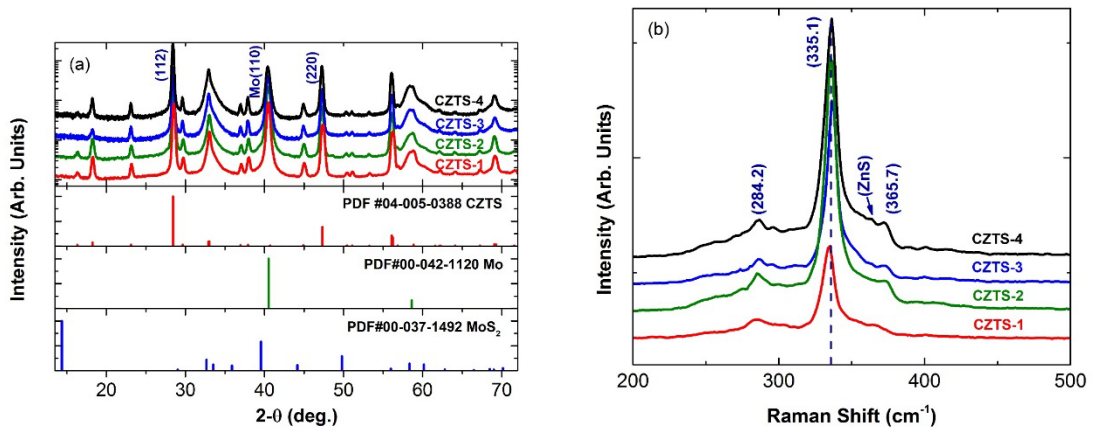 (a)
(112)
Mo(110)
(220)
CZTS-4
CZTS-3
CZTS-2
CZTS-1
PDF #04-005-0388 CZTS
PDF#00-042-1120 Mo
PDF#00-037-1492 MoS2
Intensity (Arb. Units)
20 30 40 50 60 70
2-θ (deg.)
(b)
(335.1)
(284.2)
(ZnS)
(365.7)
CZTS-4
CZTS-3
CZTS-2
CZTS-1
Intensity (Arb. Units)
200 300 400 500
Raman Shift (cm-1)